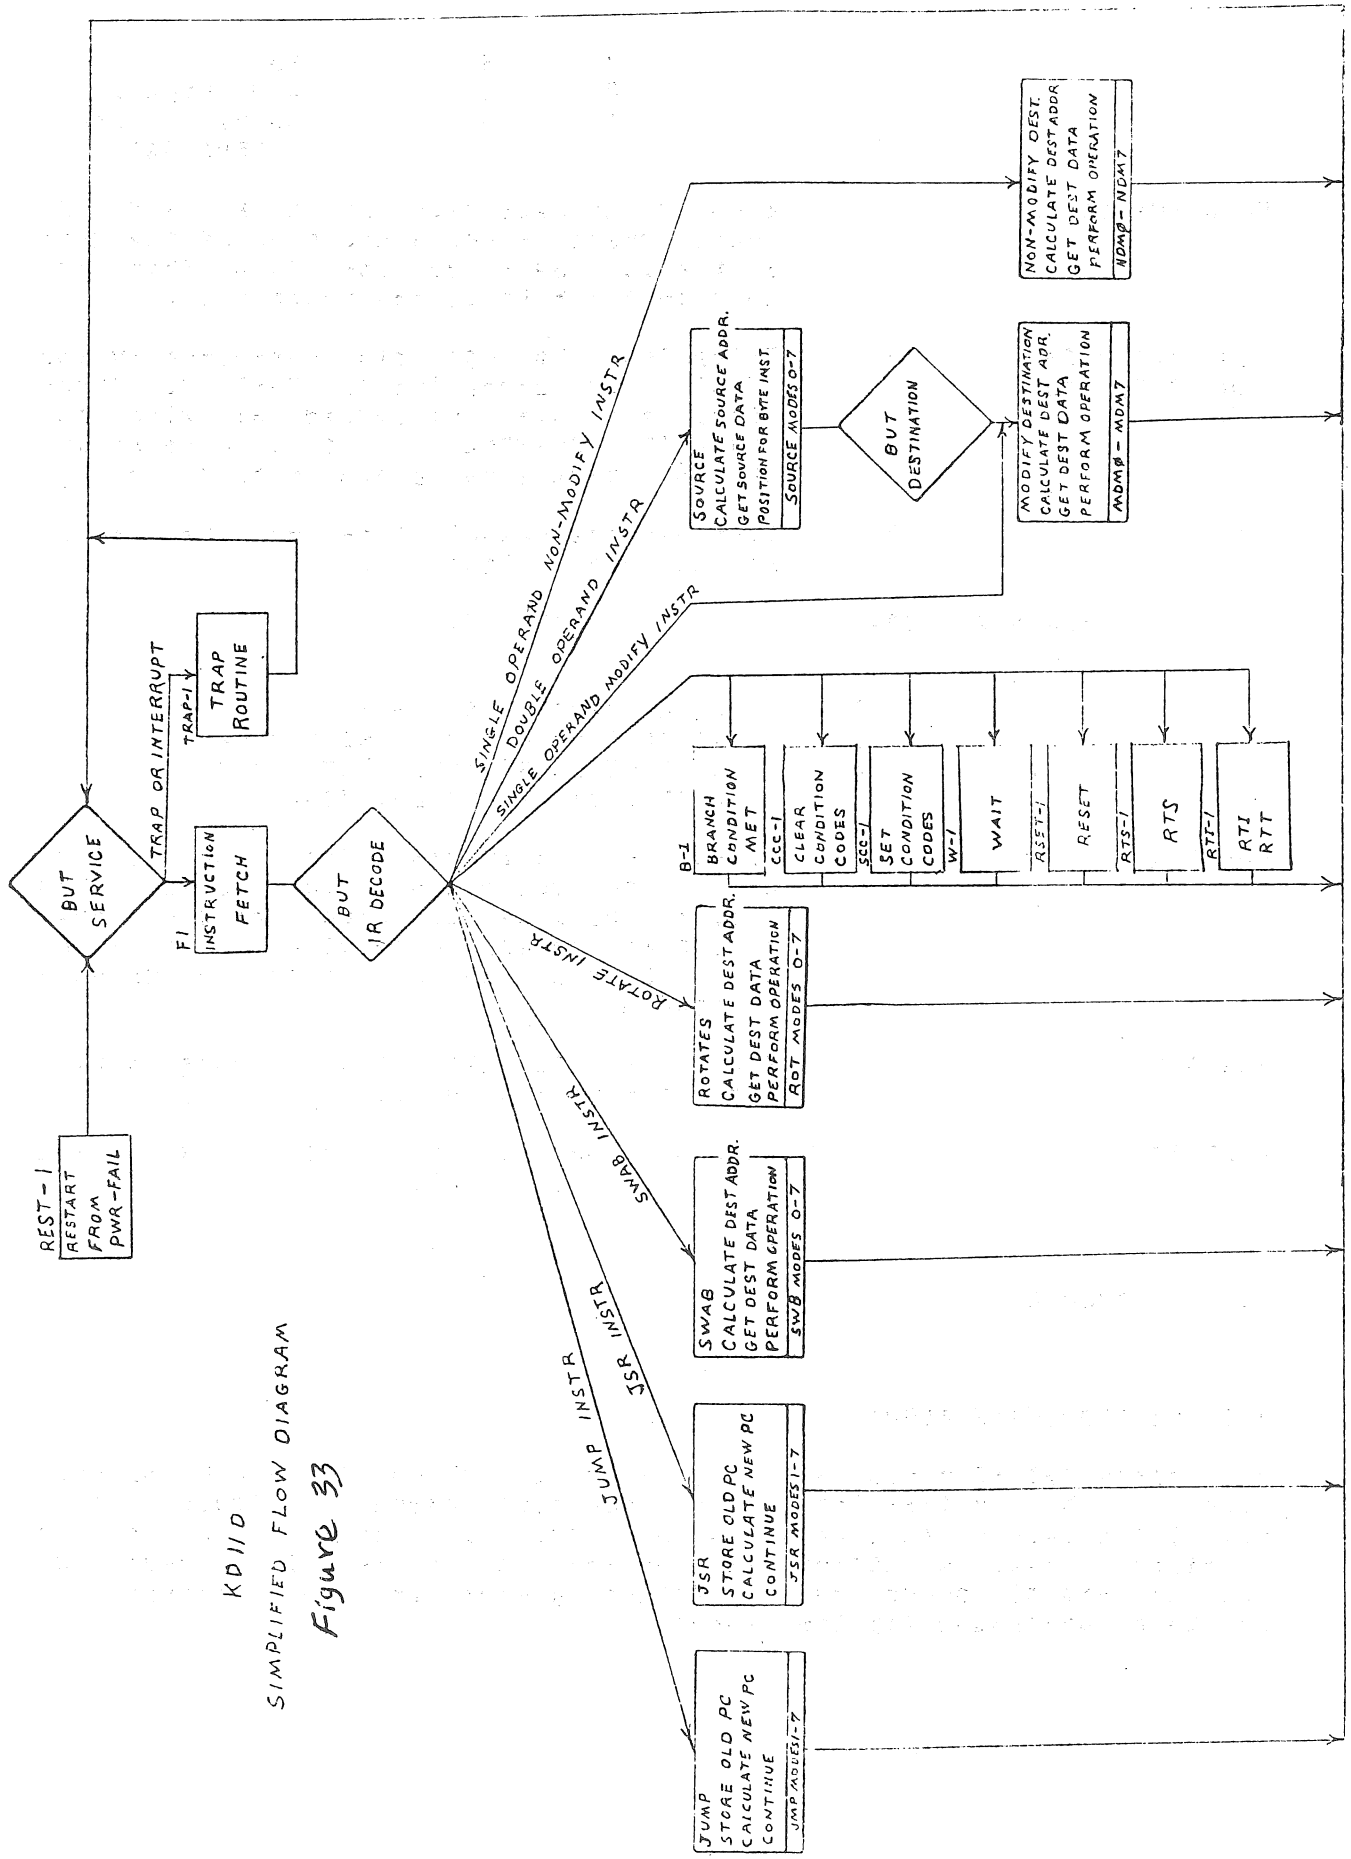 KD11D
SIMPLIFIED FLOW DIAGRAM
Figure 33
REST-1
RESTART
FROM
PWR-FAIL
BUT
SERVICE
TRAP OR INTERRUPT
TRAP-1
TRAP
ROUTINE
F1
INSTRUCTION
FETCH
BUT
IR DECODE
JUMP INSTR
JSR INSTR
SWAB INSTR
ROTATE INSTR
SINGLE OPERAND MODIFY INSTR
DOUBLE OPERAND INSTR
SINGLE OPERAND NON-MODIFY INSTR
JUMP
STORE OLD PC
CALCULATE NEW PC
CONTINUE
JMP MODES1-7
JSR
STORE OLD PC
CALCULATE NEW PC
CONTINUE
JSR MODES1-7
SWAB
CALCULATE DEST ADDR.
GET DEST DATA
PERFORM OPERATION
SWB MODES 0-7
ROTATES
CALCULATE DEST ADDR.
GET DEST DATA
PERFORM OPERATION
ROT MODES 0-7
B-1
BRANCH
CONDITION
MET
CCC-1
CLEAR
CONDITION
CODES
SCC-1
SET
CONDITION
CODES
W-1
WAIT
RSET-1
RESET
RTS-1
RTS
RTI-1
RTI
RTT
SOURCE
CALCULATE SOURCE ADDR.
GET SOURCE DATA
POSITION FOR BYTE INST.
SOURCE MODES 0-7
BUT
DESTINATION
MODIFY DESTINATION
CALCULATE DEST ADR.
GET DEST DATA
PERFORM OPERATION
MDMØ - MDM7
NON-MODIFY DEST.
CALCULATE DEST ADDR
GET DEST DATA
PERFORM OPERATION
NDMØ - NDM7